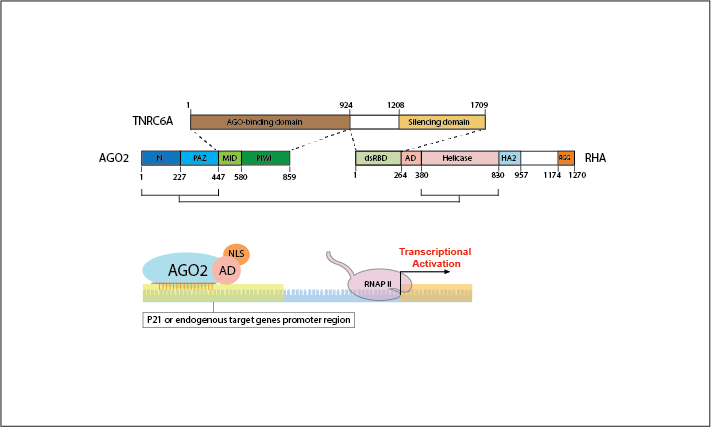 1 924 1208 1709
TNRC6A AGO-binding domain Silencing domain
AGO2 N PAZ MID PIWI dsRBD AD Helicase HA2 RGG RHA
1 227 447 580 859 1 264 380 830 957 1174 1270
NLS
AGO2 AD
Transcriptional
Activation
RNAP II
P21 or endogenous target genes promoter region